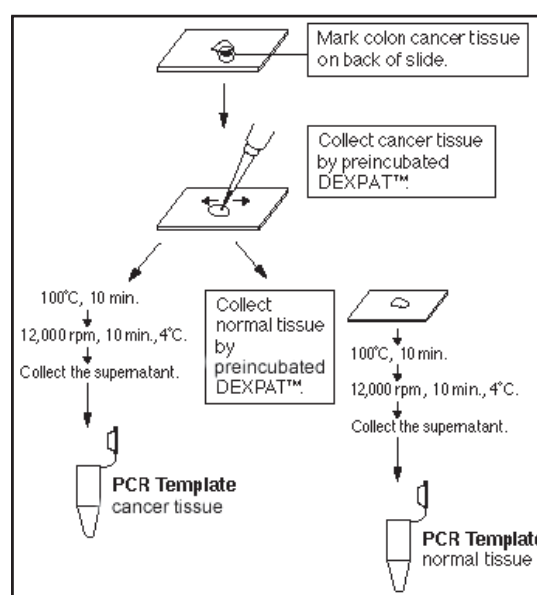 Mark colon cancer tissue
on back of slide.
Collect cancer tissue
by preincubated
DEXPAT™.
100°C, 10 min.
12,000 rpm, 10 min., 4°C.
Collect the supernatant.
PCR Template
cancer tissue
Collect
normal tissue
by
preincubated
DEXPAT™.
100°C, 10 min.
12,000 rpm, 10 min., 4°C.
Collect the supernatant.
PCR Template
normal tissue